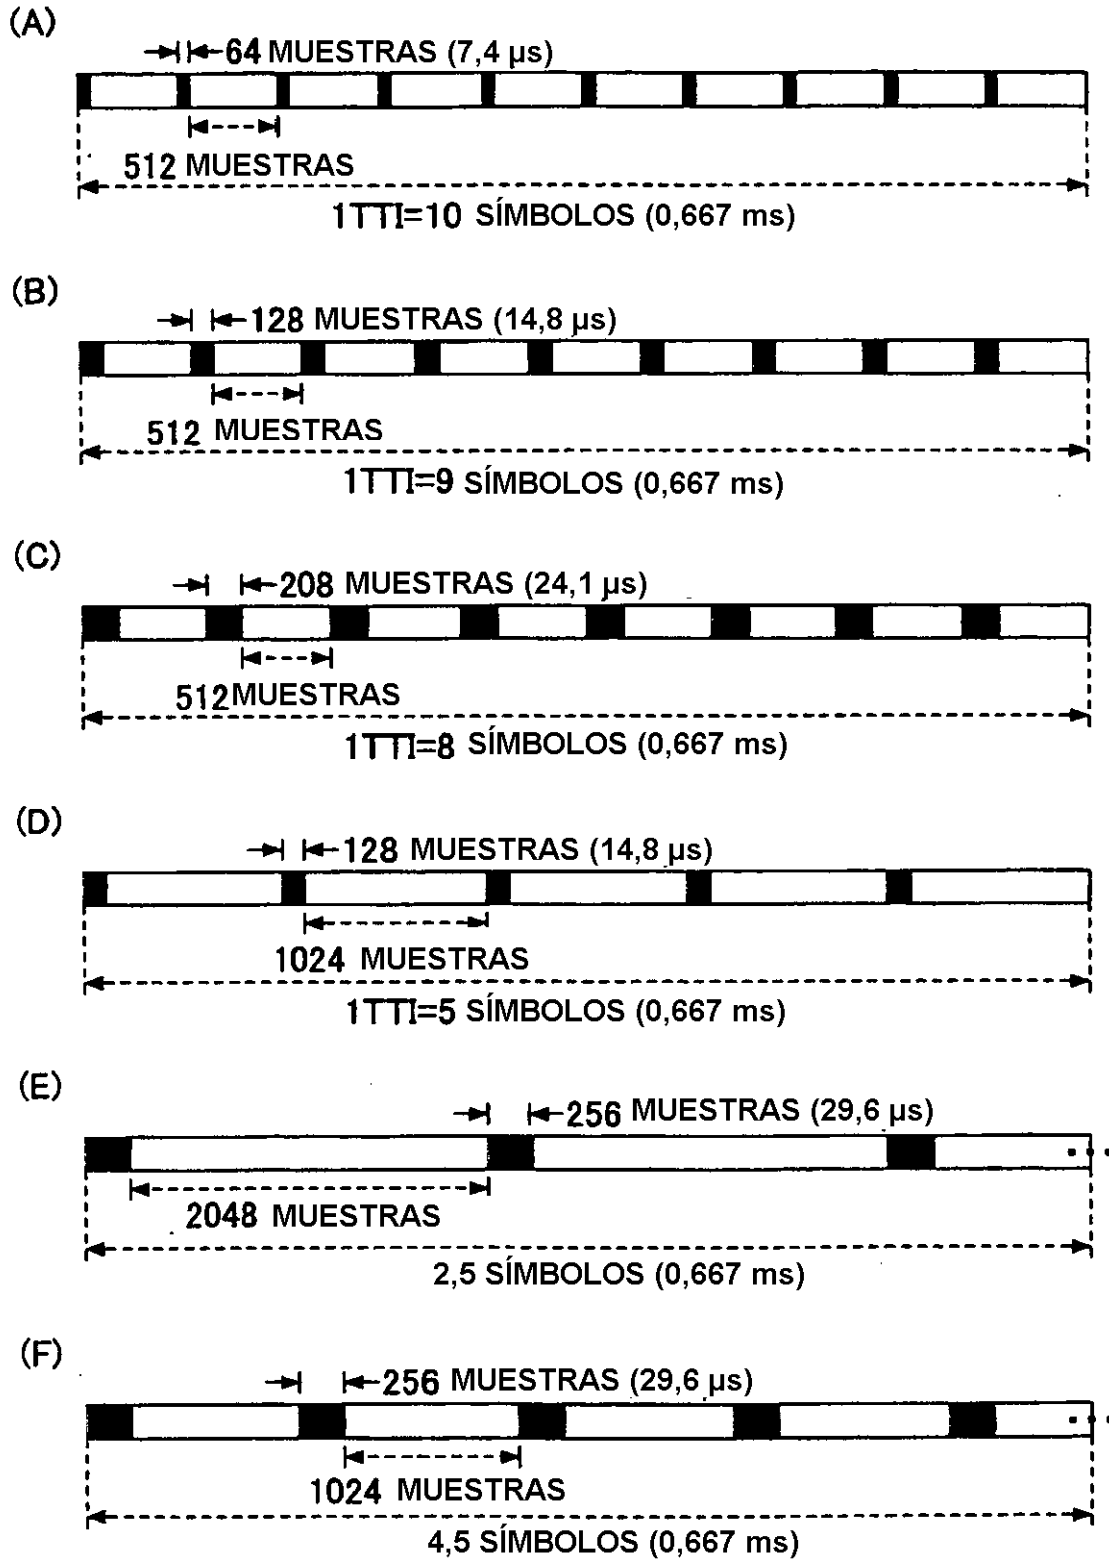 (A)
64 MUESTRAS (7,4 µs)
512 MUESTRAS
1TTI=10 SÍMBOLOS (0,667 ms)
(B)
128 MUESTRAS (14,8 µs)
512 MUESTRAS
1TTI=9 SÍMBOLOS (0,667 ms)
(C)
208 MUESTRAS (24,1 µs)
512 MUESTRAS
1TTI=8 SÍMBOLOS (0,667 ms)
(D)
128 MUESTRAS (14,8 µs)
1024 MUESTRAS
1TTI=5 SÍMBOLOS (0,667 ms)
(E)
256 MUESTRAS (29,6 µs)
2048 MUESTRAS
2,5 SÍMBOLOS (0,667 ms)
(F)
256 MUESTRAS (29,6 µs)
1024 MUESTRAS
4,5 SÍMBOLOS (0,667 ms)